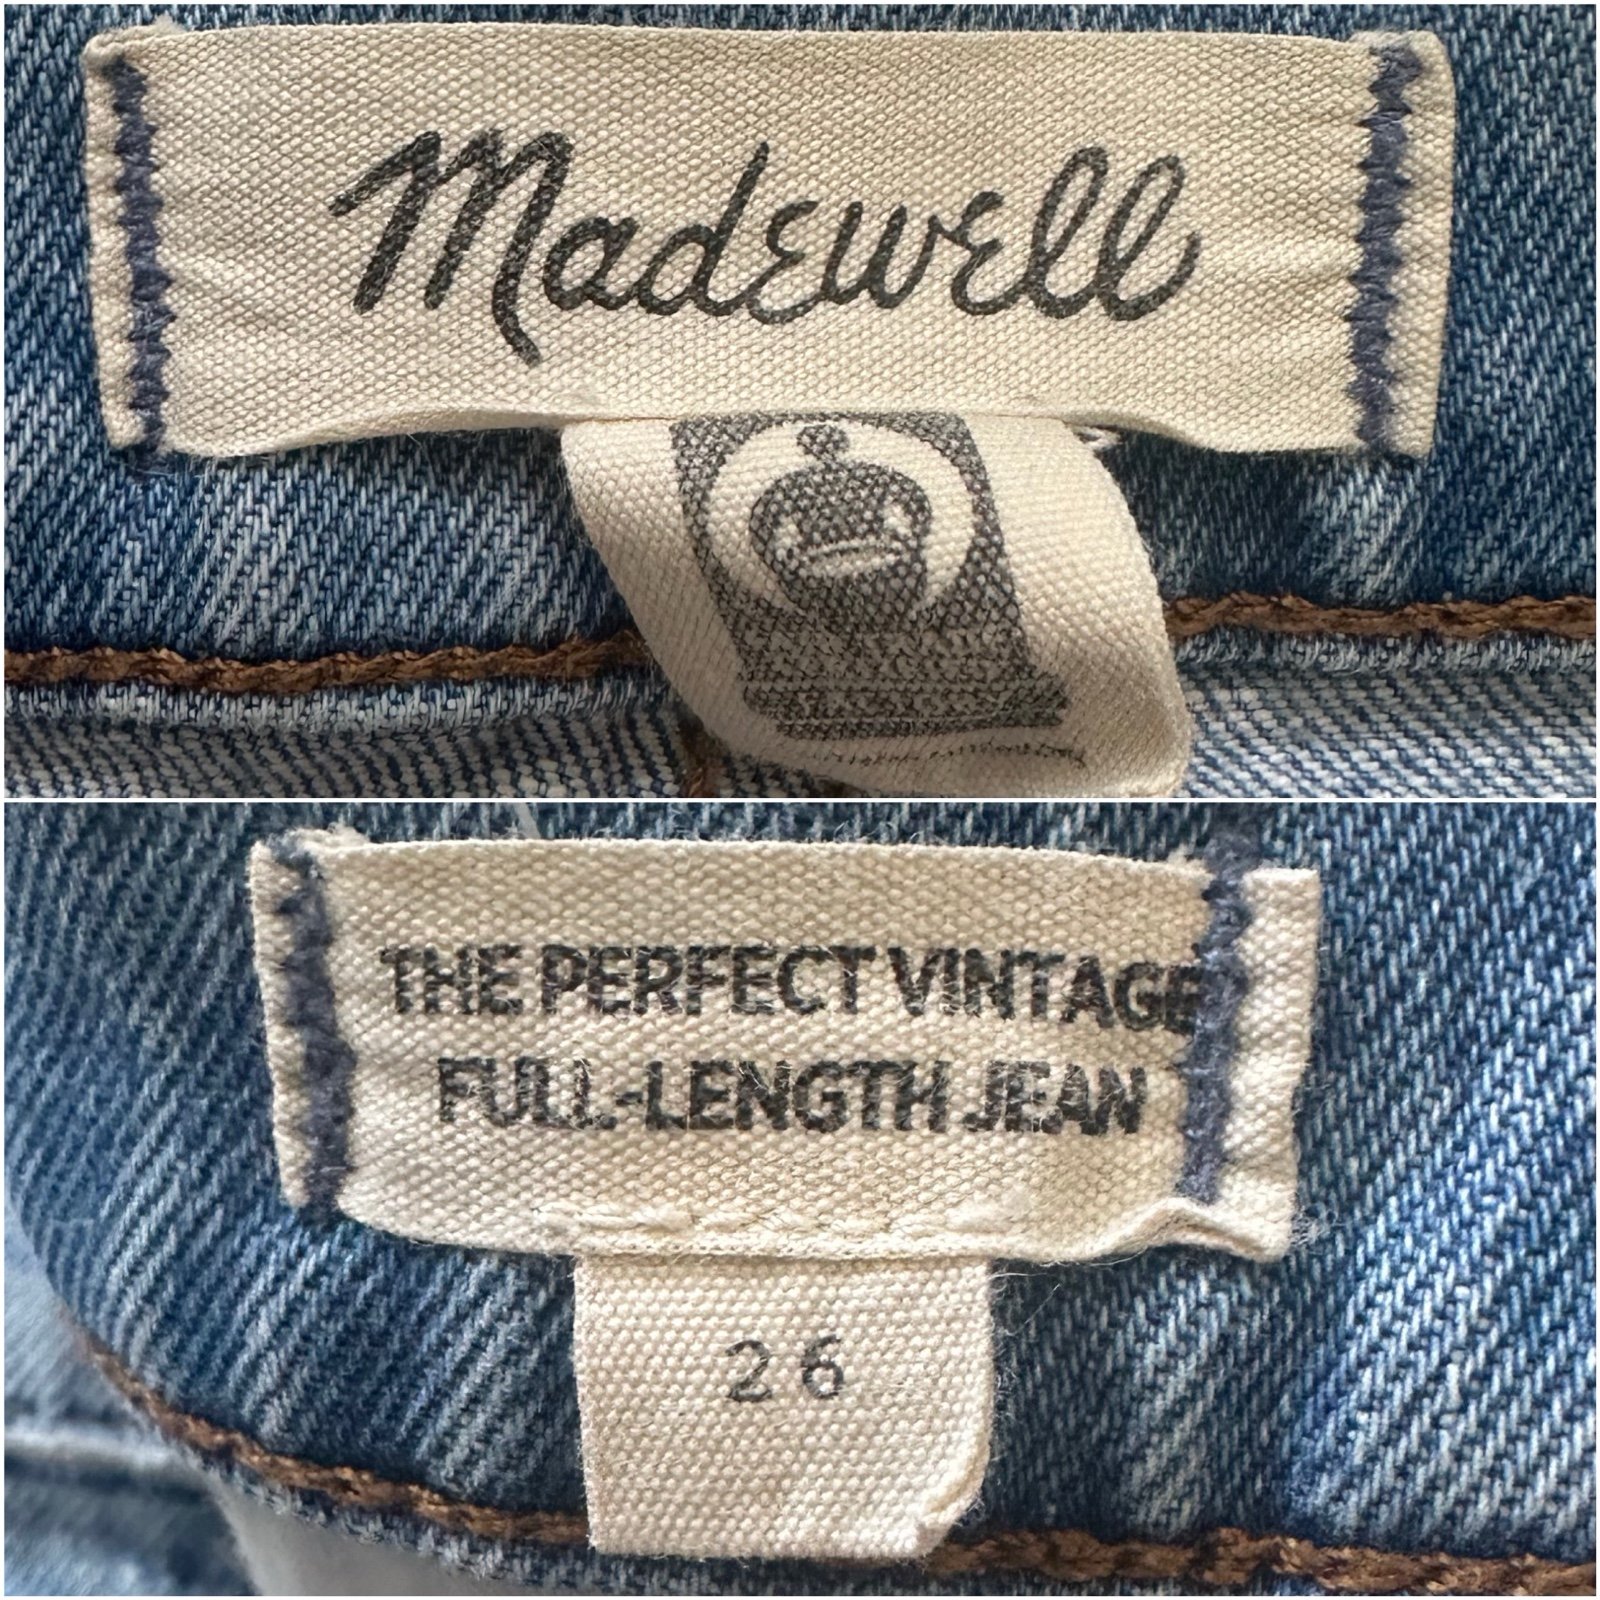 Madewell
THE PERFECT VINTAGE
FULL-LENGTH JEAN
26